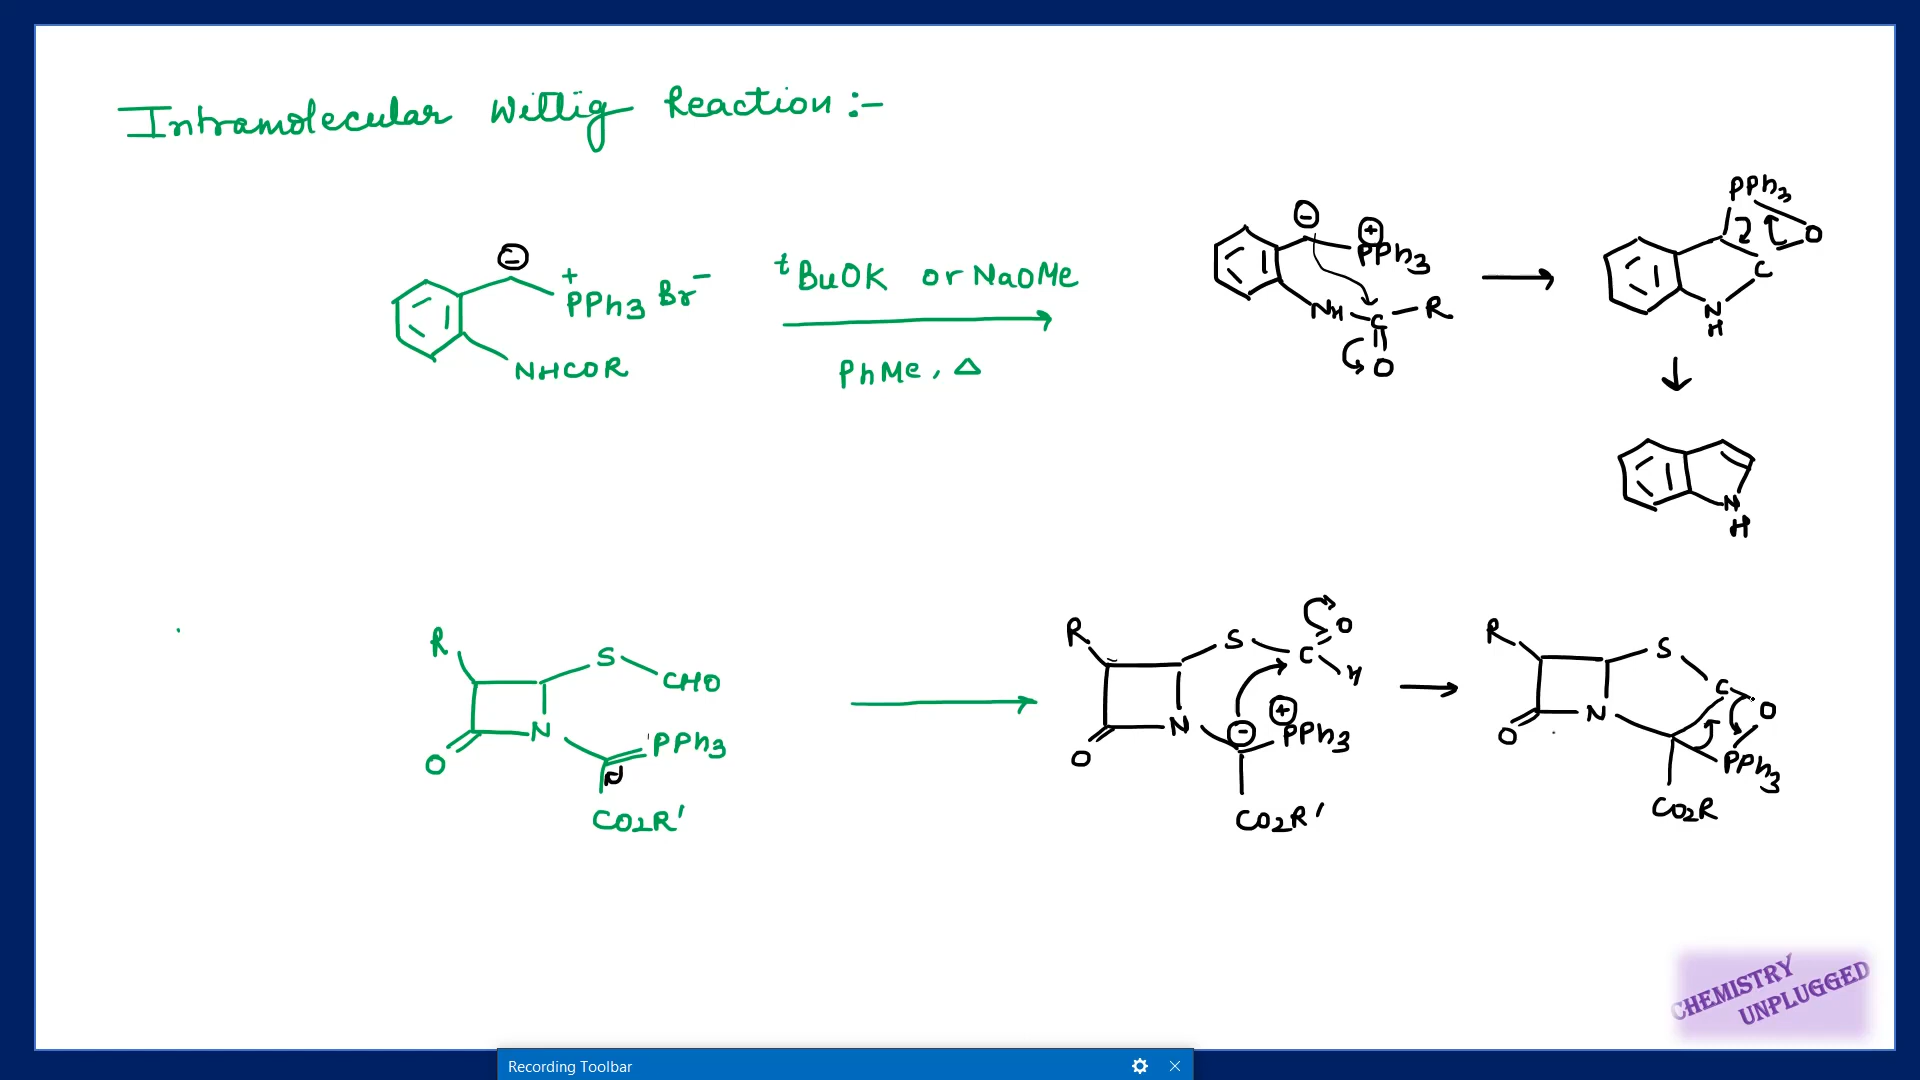 Intramolecular Wittig Reaction :-
⊖
+
PPh3 Br-
NHCOR
tBuOK or NaOMe
PhMe, Δ
⊖
⊕
PPh3
NH C R
O
PPh3
O
C
N
H
N
H
R
S
CHO
N
PPh3
O
CO2R'
R
S
C
O
H
N
⊖
⊕
PPh3
O
CO2R'
R
S
C
O
N
O
PPh3
CO2R
CHEMISTRY
UNPLUGGED
Recording Toolbar